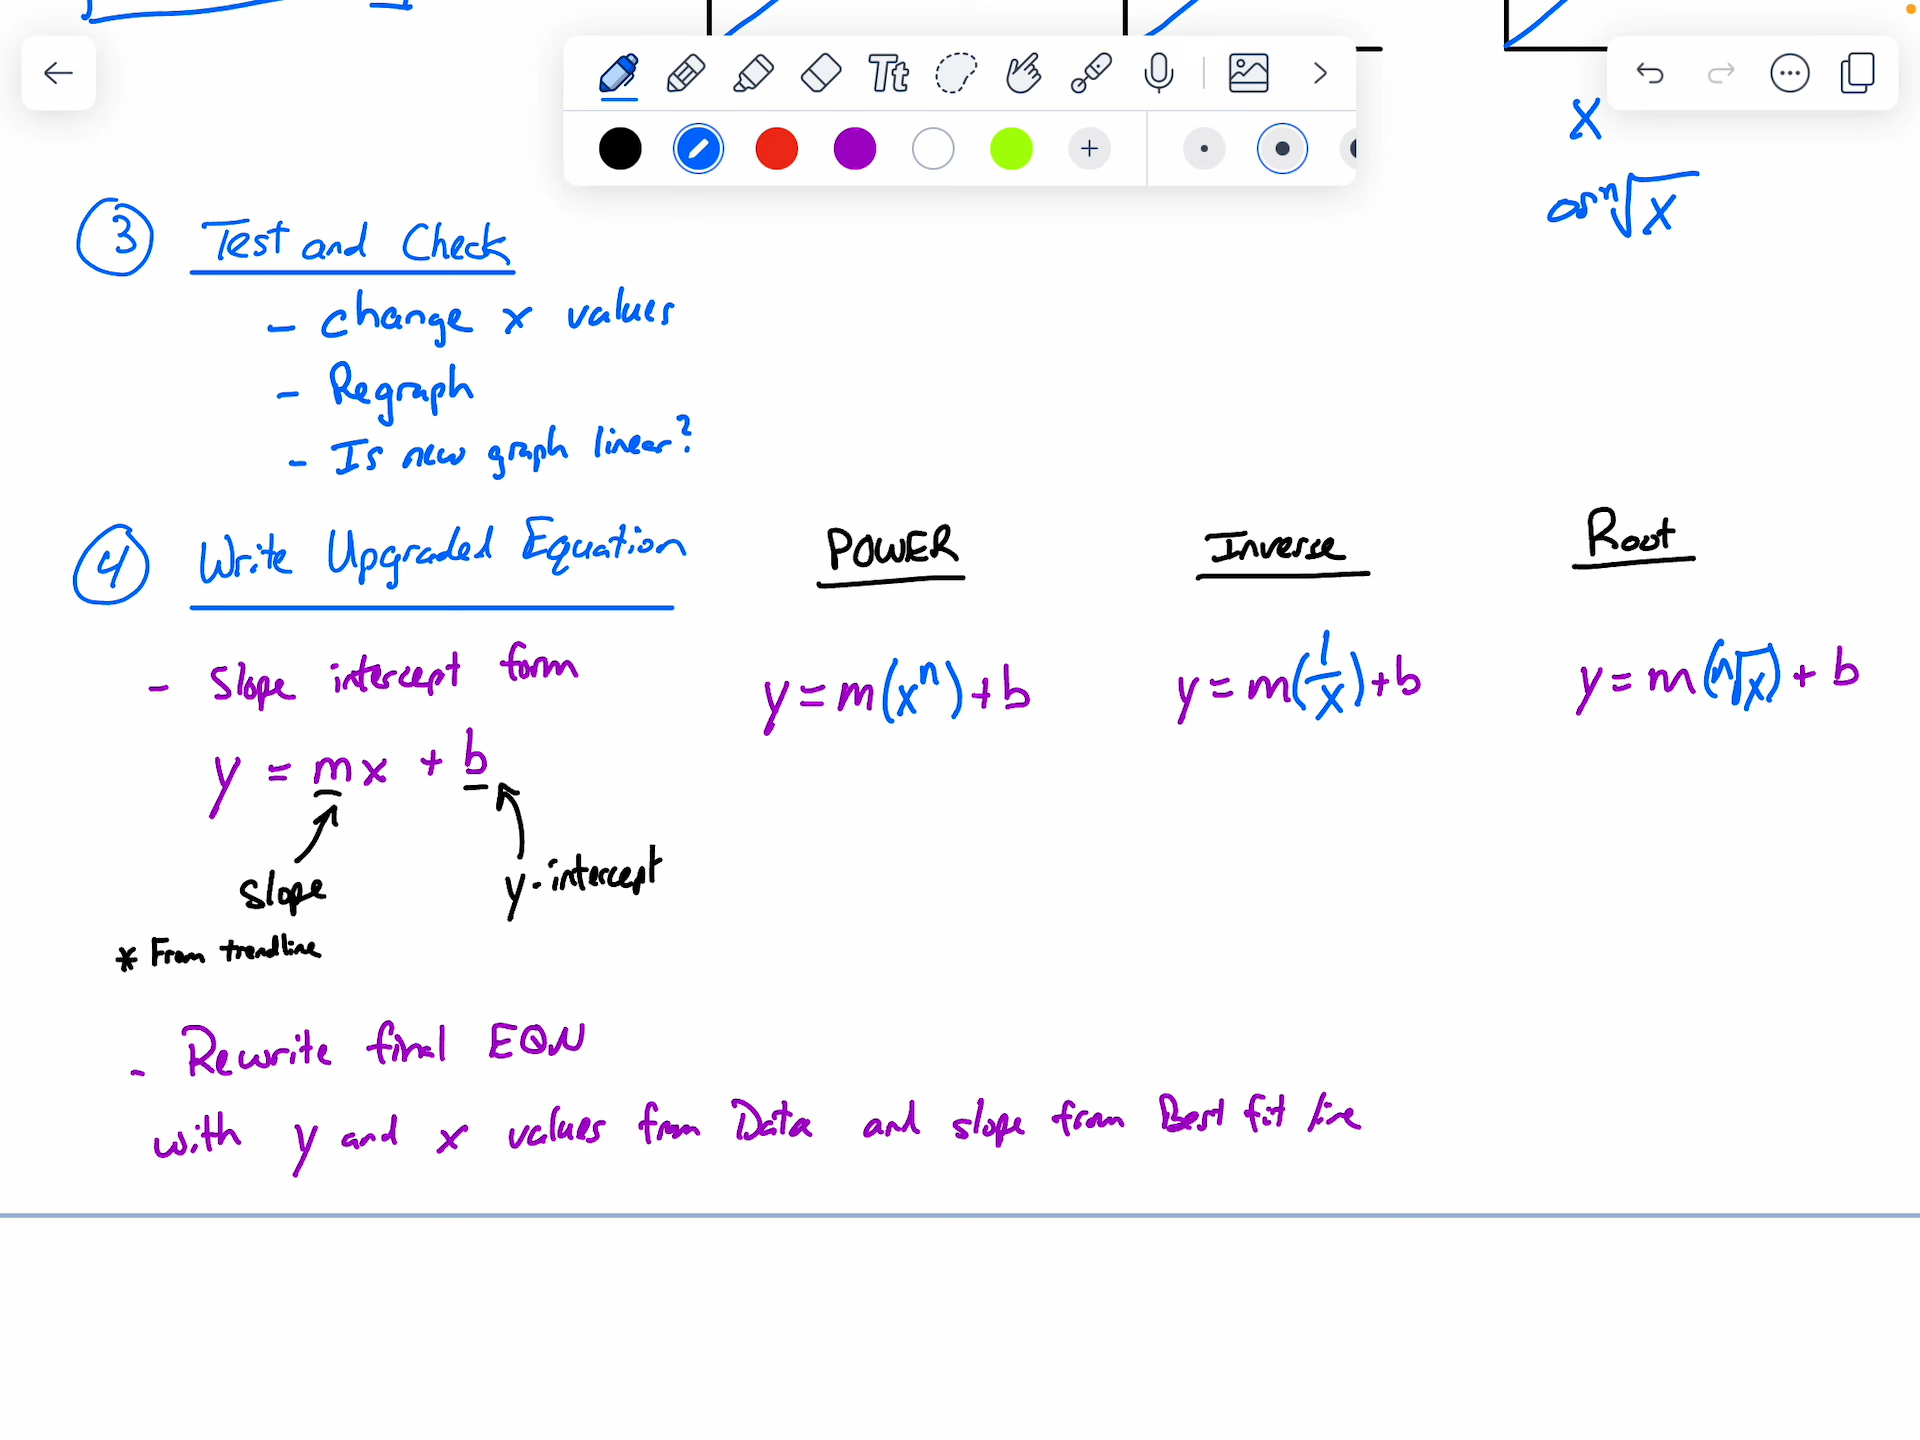 Tt
X
or ⁿ√x
3 Test and Check
- change x values
- Regraph
- Is new graph linear?
4 Write Upgraded Equation
POWER
Inverse
Root
- Slope intercept form
y = m(xⁿ) + b
y = m(1/x) + b
y = m(ⁿ√x) + b
y = mx + b
slope
y-intercept
* From trendline
- Rewrite final EQN
with y and x values from Data and slope from Best fit line